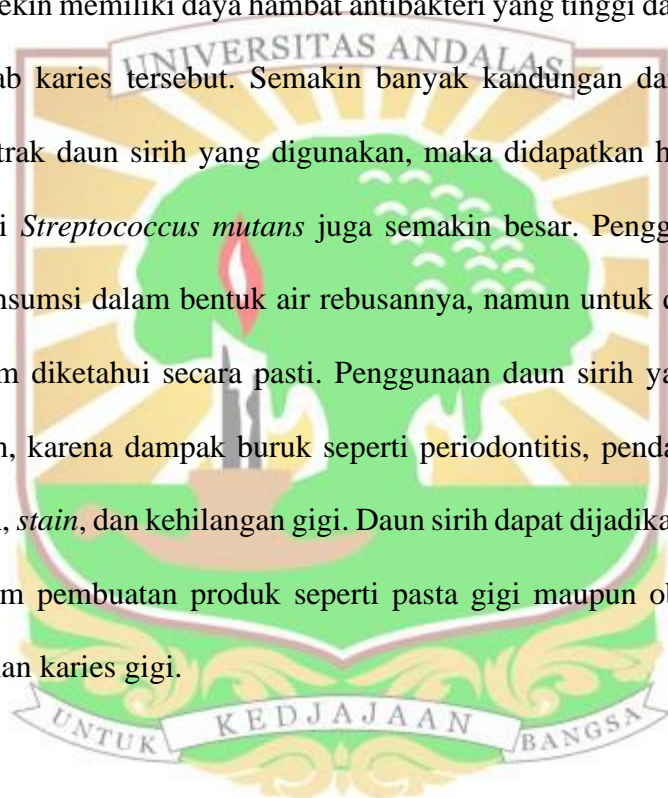 ekin memiliki daya hambat antibakteri yang tinggi da
UNIVERSITAS ANDALAS
ab karies tersebut. Semakin banyak kandungan da
trak daun sirih yang digunakan, maka didapatkan h
i Streptococcus mutans juga semakin besar. Pengg
nsumsi dalam bentuk air rebusannya, namun untuk
m diketahui secara pasti. Penggunaan daun sirih ya
n, karena dampak buruk seperti periodontitis, penda
, stain, dan kehilangan gigi. Daun sirih dapat dijadika
m pembuatan produk seperti pasta gigi maupun ob
an karies gigi.
UNTUK KEDJAJAAN BANGSA